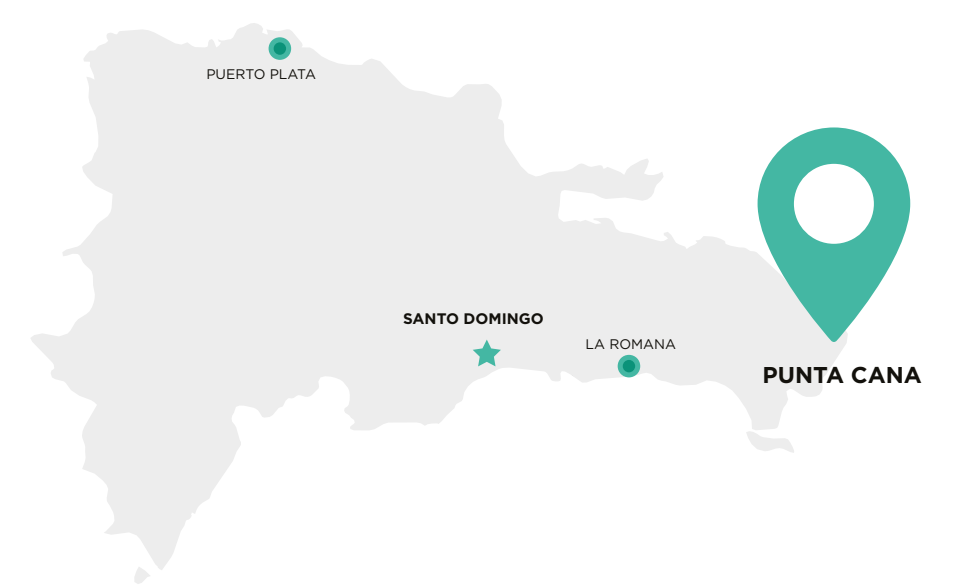 PUERTO PLATA
SANTO DOMINGO
LA ROMANA
PUNTA CANA